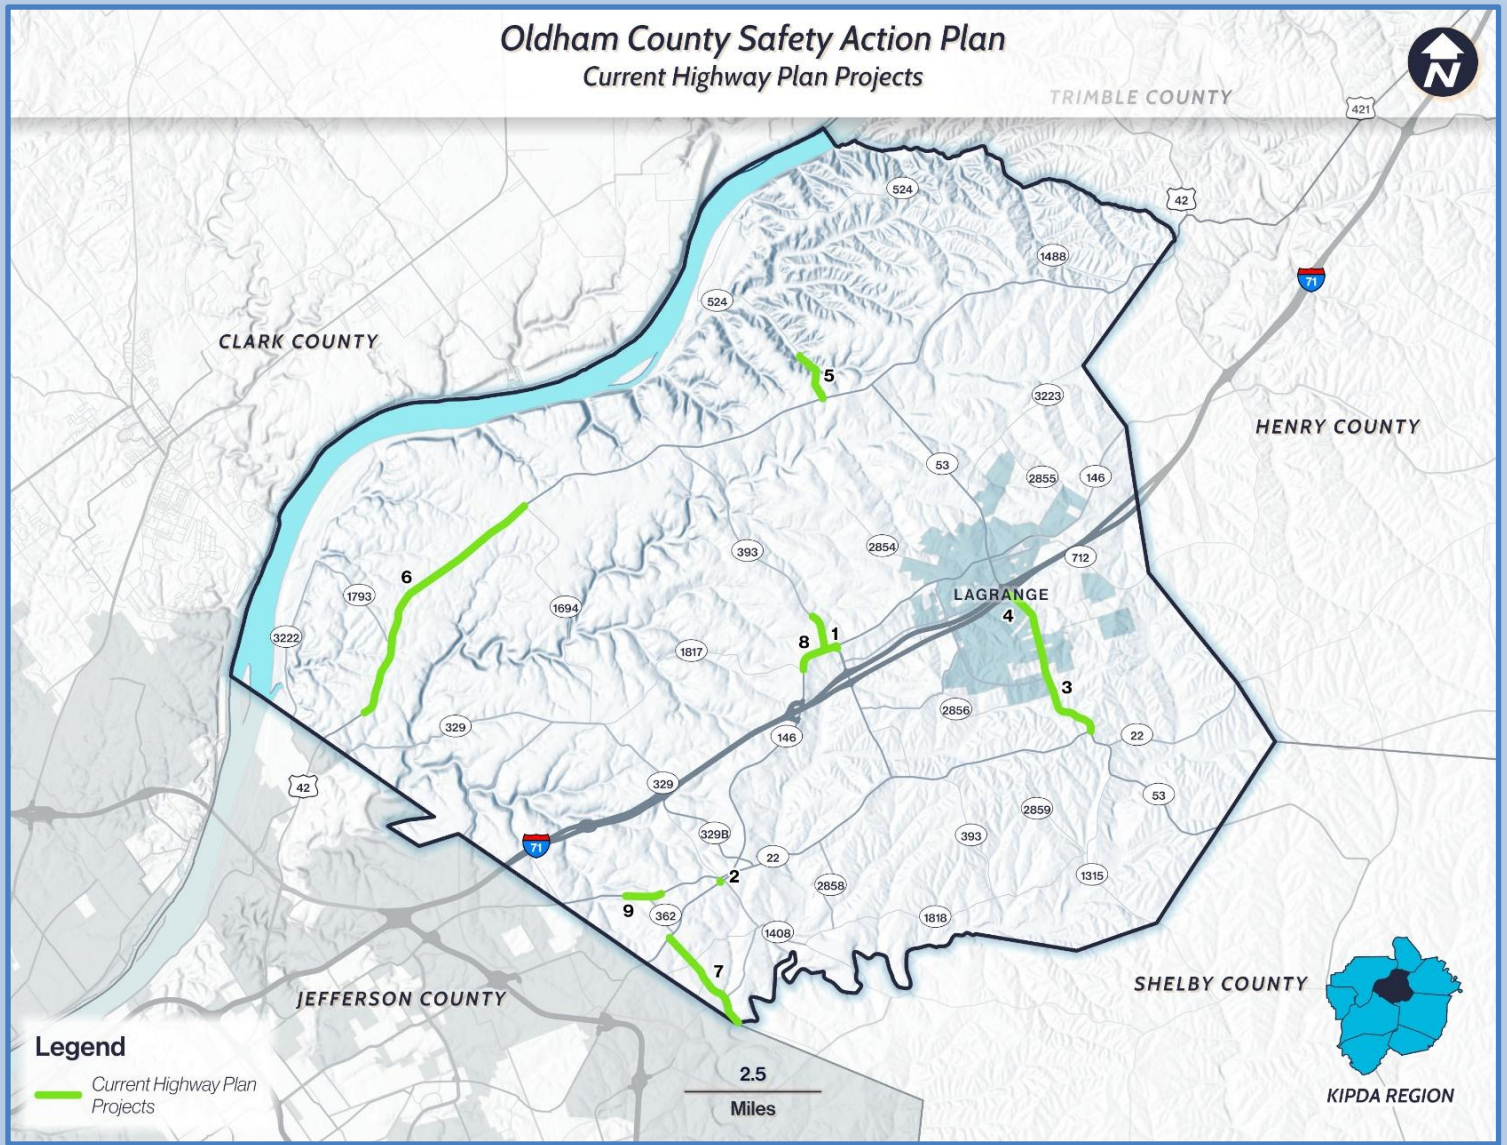 Oldham County Safety Action Plan
Current Highway Plan Projects
N
TRIMBLE COUNTY
421
524
42
1488
71
524
CLARK COUNTY
5
3223
HENRY COUNTY
53
2855
146
393
2854
712
6
1793
LAGRANGE
1694
4
3222
8
1
1817
3
2856
329
146
22
329
42
53
2859
329B
393
71
22
2
1315
2858
9
362
1818
1408
7
SHELBY COUNTY
JEFFERSON COUNTY
Legend
Current Highway Plan
Projects
2.5
Miles
KIPDA REGION